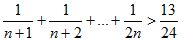 1/(n+1) + 1/(n+2) + ... + 1/(2n) > 13/24